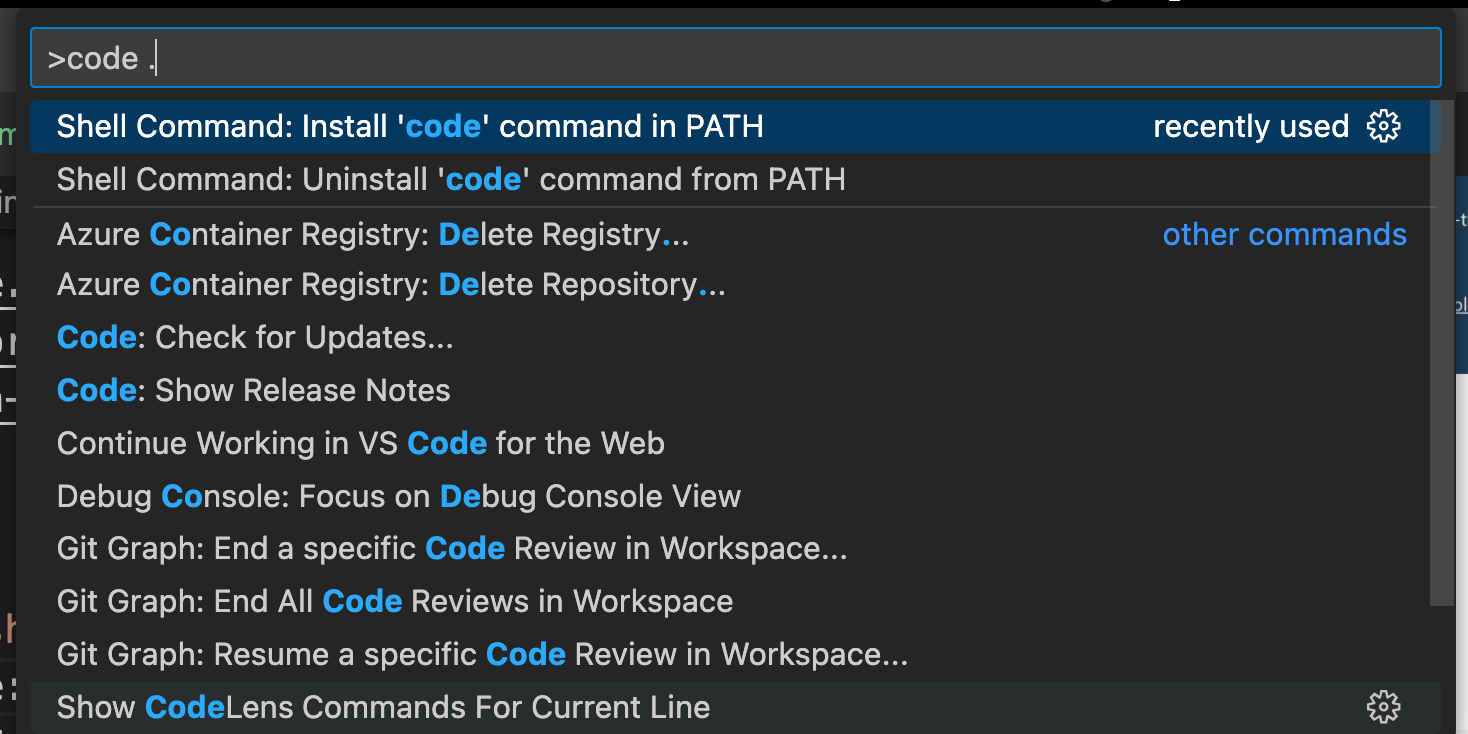 >code .
Shell Command: Install 'code' command in PATH recently used
Shell Command: Uninstall 'code' command from PATH
Azure Container Registry: Delete Registry... other commands
Azure Container Registry: Delete Repository...
Code: Check for Updates...
Code: Show Release Notes
Continue Working in VS Code for the Web
Debug Console: Focus on Debug Console View
Git Graph: End a specific Code Review in Workspace...
Git Graph: End All Code Reviews in Workspace
Git Graph: Resume a specific Code Review in Workspace...
Show CodeLens Commands For Current Line